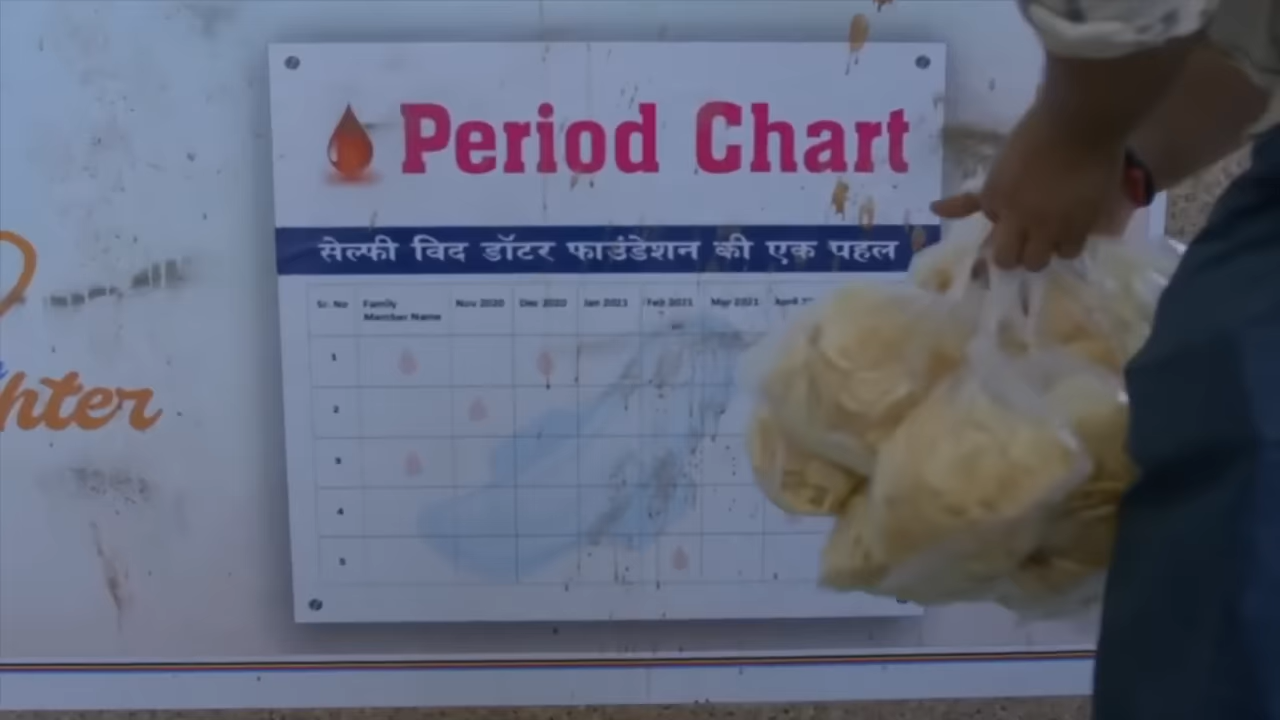 Period Chart
सेल्फी विद डॉटर फाउंडेशन की एक पहल
Sr. No Family Nov 2020 Dec 2020 Jan 2021 Feb 2021 Mar 2021 April
Member Name
1
2
3
4
5
hter